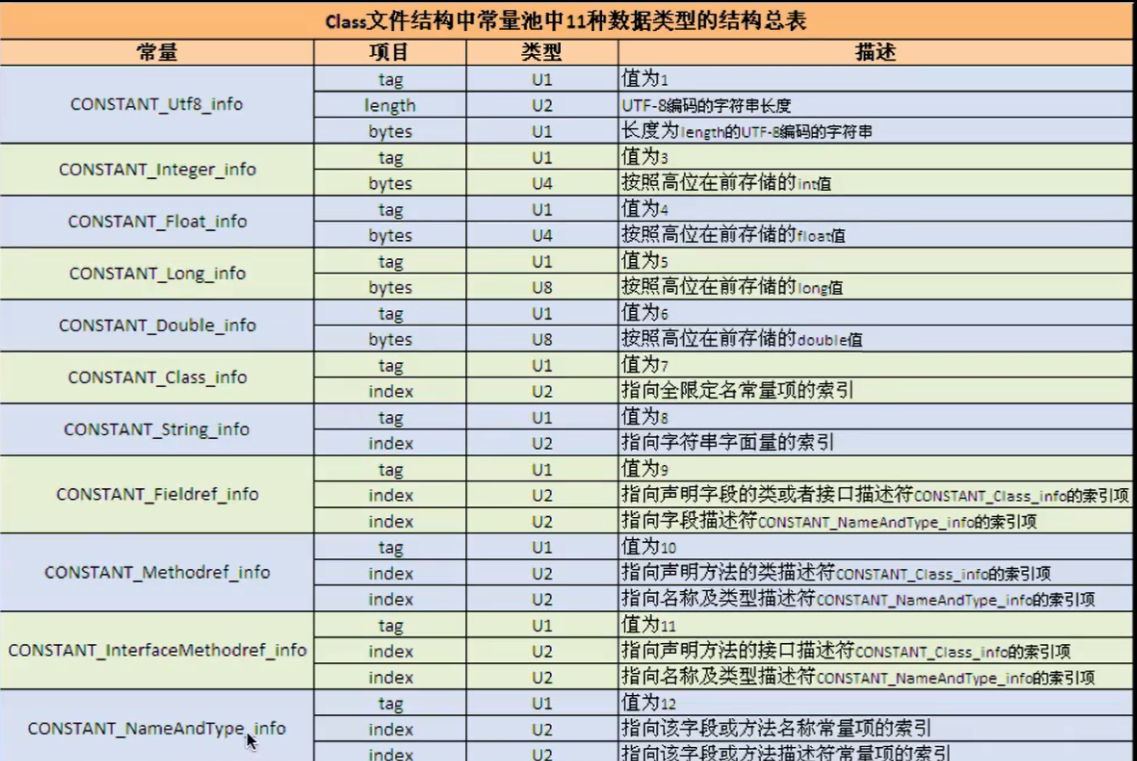 Class文件结构中常量池中11种数据类型的结构总表
常量 项目 类型 描述
CONSTANT_Utf8_info tag U1 值为1
length U2 UTF-8编码的字符串长度
bytes U1 长度为length的UTF-8编码的字符串
CONSTANT_Integer_info tag U1 值为3
bytes U4 按照高位在前存储的int值
CONSTANT_Float_info tag U1 值为4
bytes U4 按照高位在前存储的float值
CONSTANT_Long_info tag U1 值为5
bytes U8 按照高位在前存储的long值
CONSTANT_Double_info tag U1 值为6
bytes U8 按照高位在前存储的double值
CONSTANT_Class_info tag U1 值为7
index U2 指向全限定名常量项的索引
CONSTANT_String_info tag U1 值为8
index U2 指向字符串字面量的索引
CONSTANT_Fieldref_info tag U1 值为9
index U2 指向声明字段的类或者接口描述符CONSTANT_Class_info的索引项
index U2 指向字段描述符CONSTANT_NameAndType_info的索引项
CONSTANT_Methodref_info tag U1 值为10
index U2 指向声明方法的类描述符CONSTANT_Class_info的索引项
index U2 指向名称及类型描述符CONSTANT_NameAndType_info的索引项
CONSTANT_InterfaceMethodref_info tag U1 值为11
index U2 指向声明方法的接口描述符CONSTANT_Class_info的索引项
index U2 指向名称及类型描述符CONSTANT_NameAndType_info的索引项
CONSTANT_NameAndType_info tag U1 值为12
index U2 指向该字段或方法名称常量项的索引
index U2 指向该字段或方法描述符常量项的索引